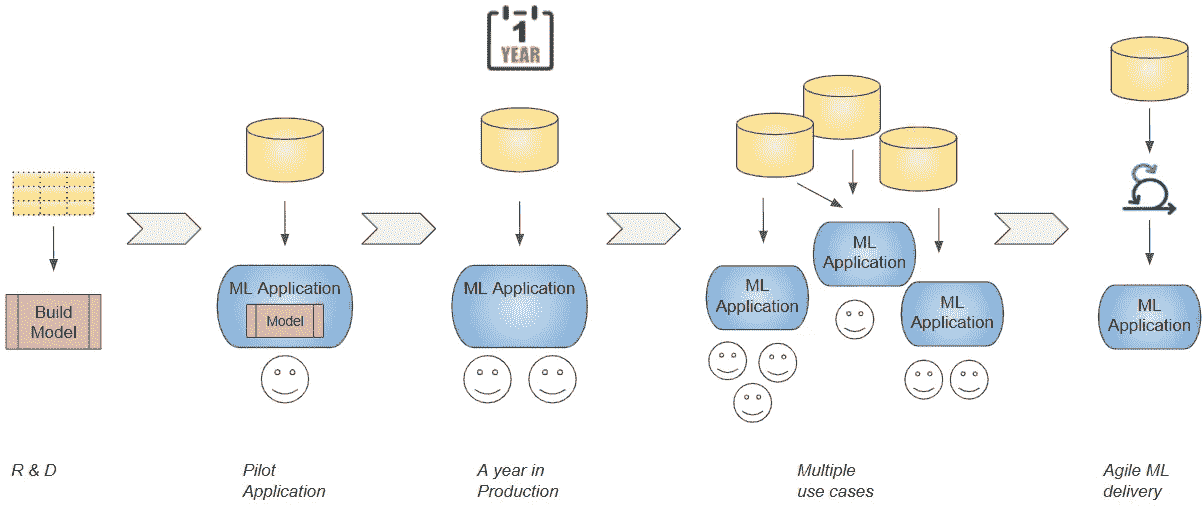 1
YEAR
Build
Model
ML Application
Model
ML Application
ML
Application
ML
Application
ML
Application
ML
Application
R & D
Pilot
Application
A year in
Production
Multiple
use cases
Agile ML
delivery